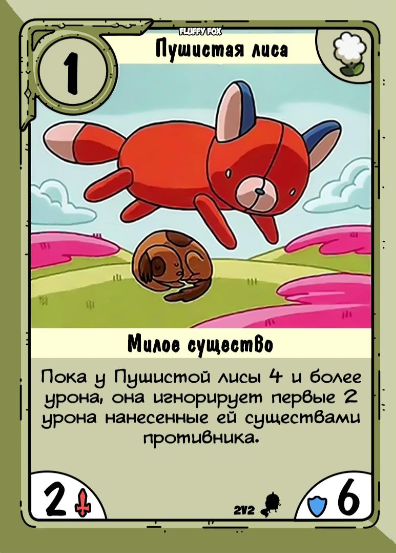 FLUFFY FOX
Пушистая лиса
1
Милое существо
Пока у Пушистой лисы 4 и более
урона, она игнорирует первые 2
урона нанесенные ей существами
противника.
2
2V2
6